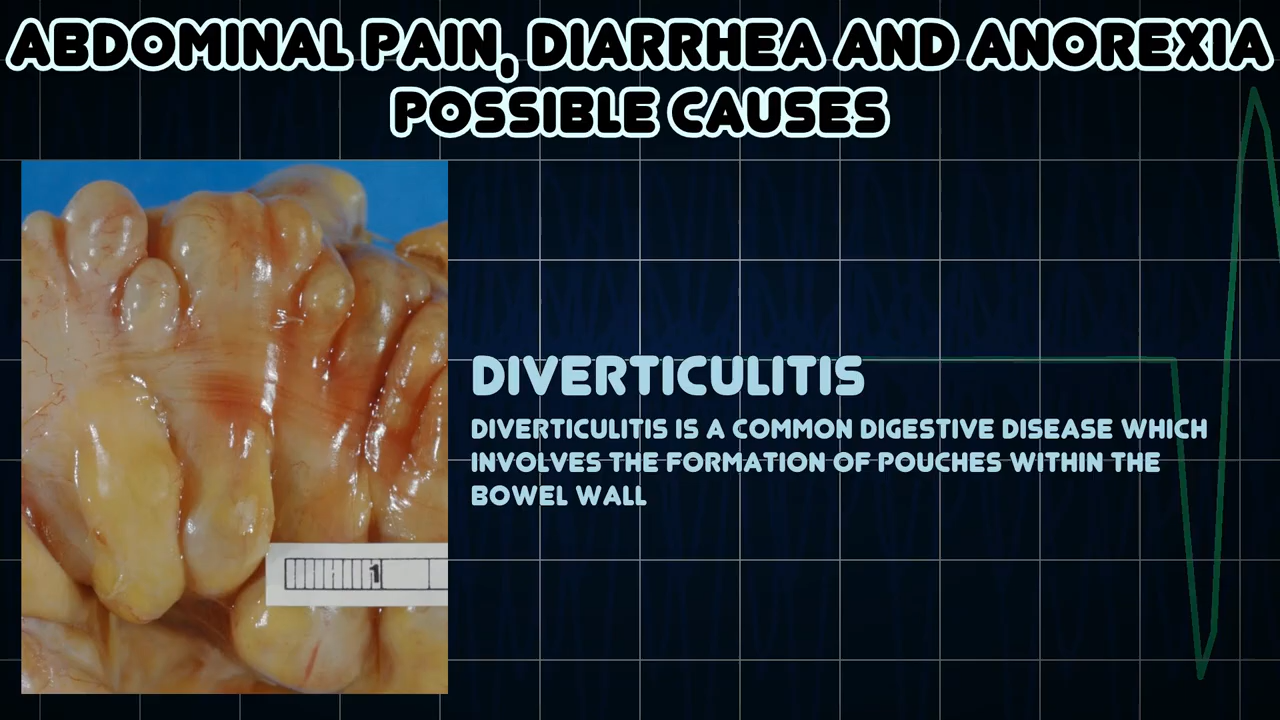 ABDOMINAL PAIN, DIARRHEA AND ANOREXIA
POSSIBLE CAUSES
DIVERTICULITIS
DIVERTICULITIS IS A COMMON DIGESTIVE DISEASE WHICH
INVOLVES THE FORMATION OF POUCHES WITHIN THE
BOWEL WALL
1